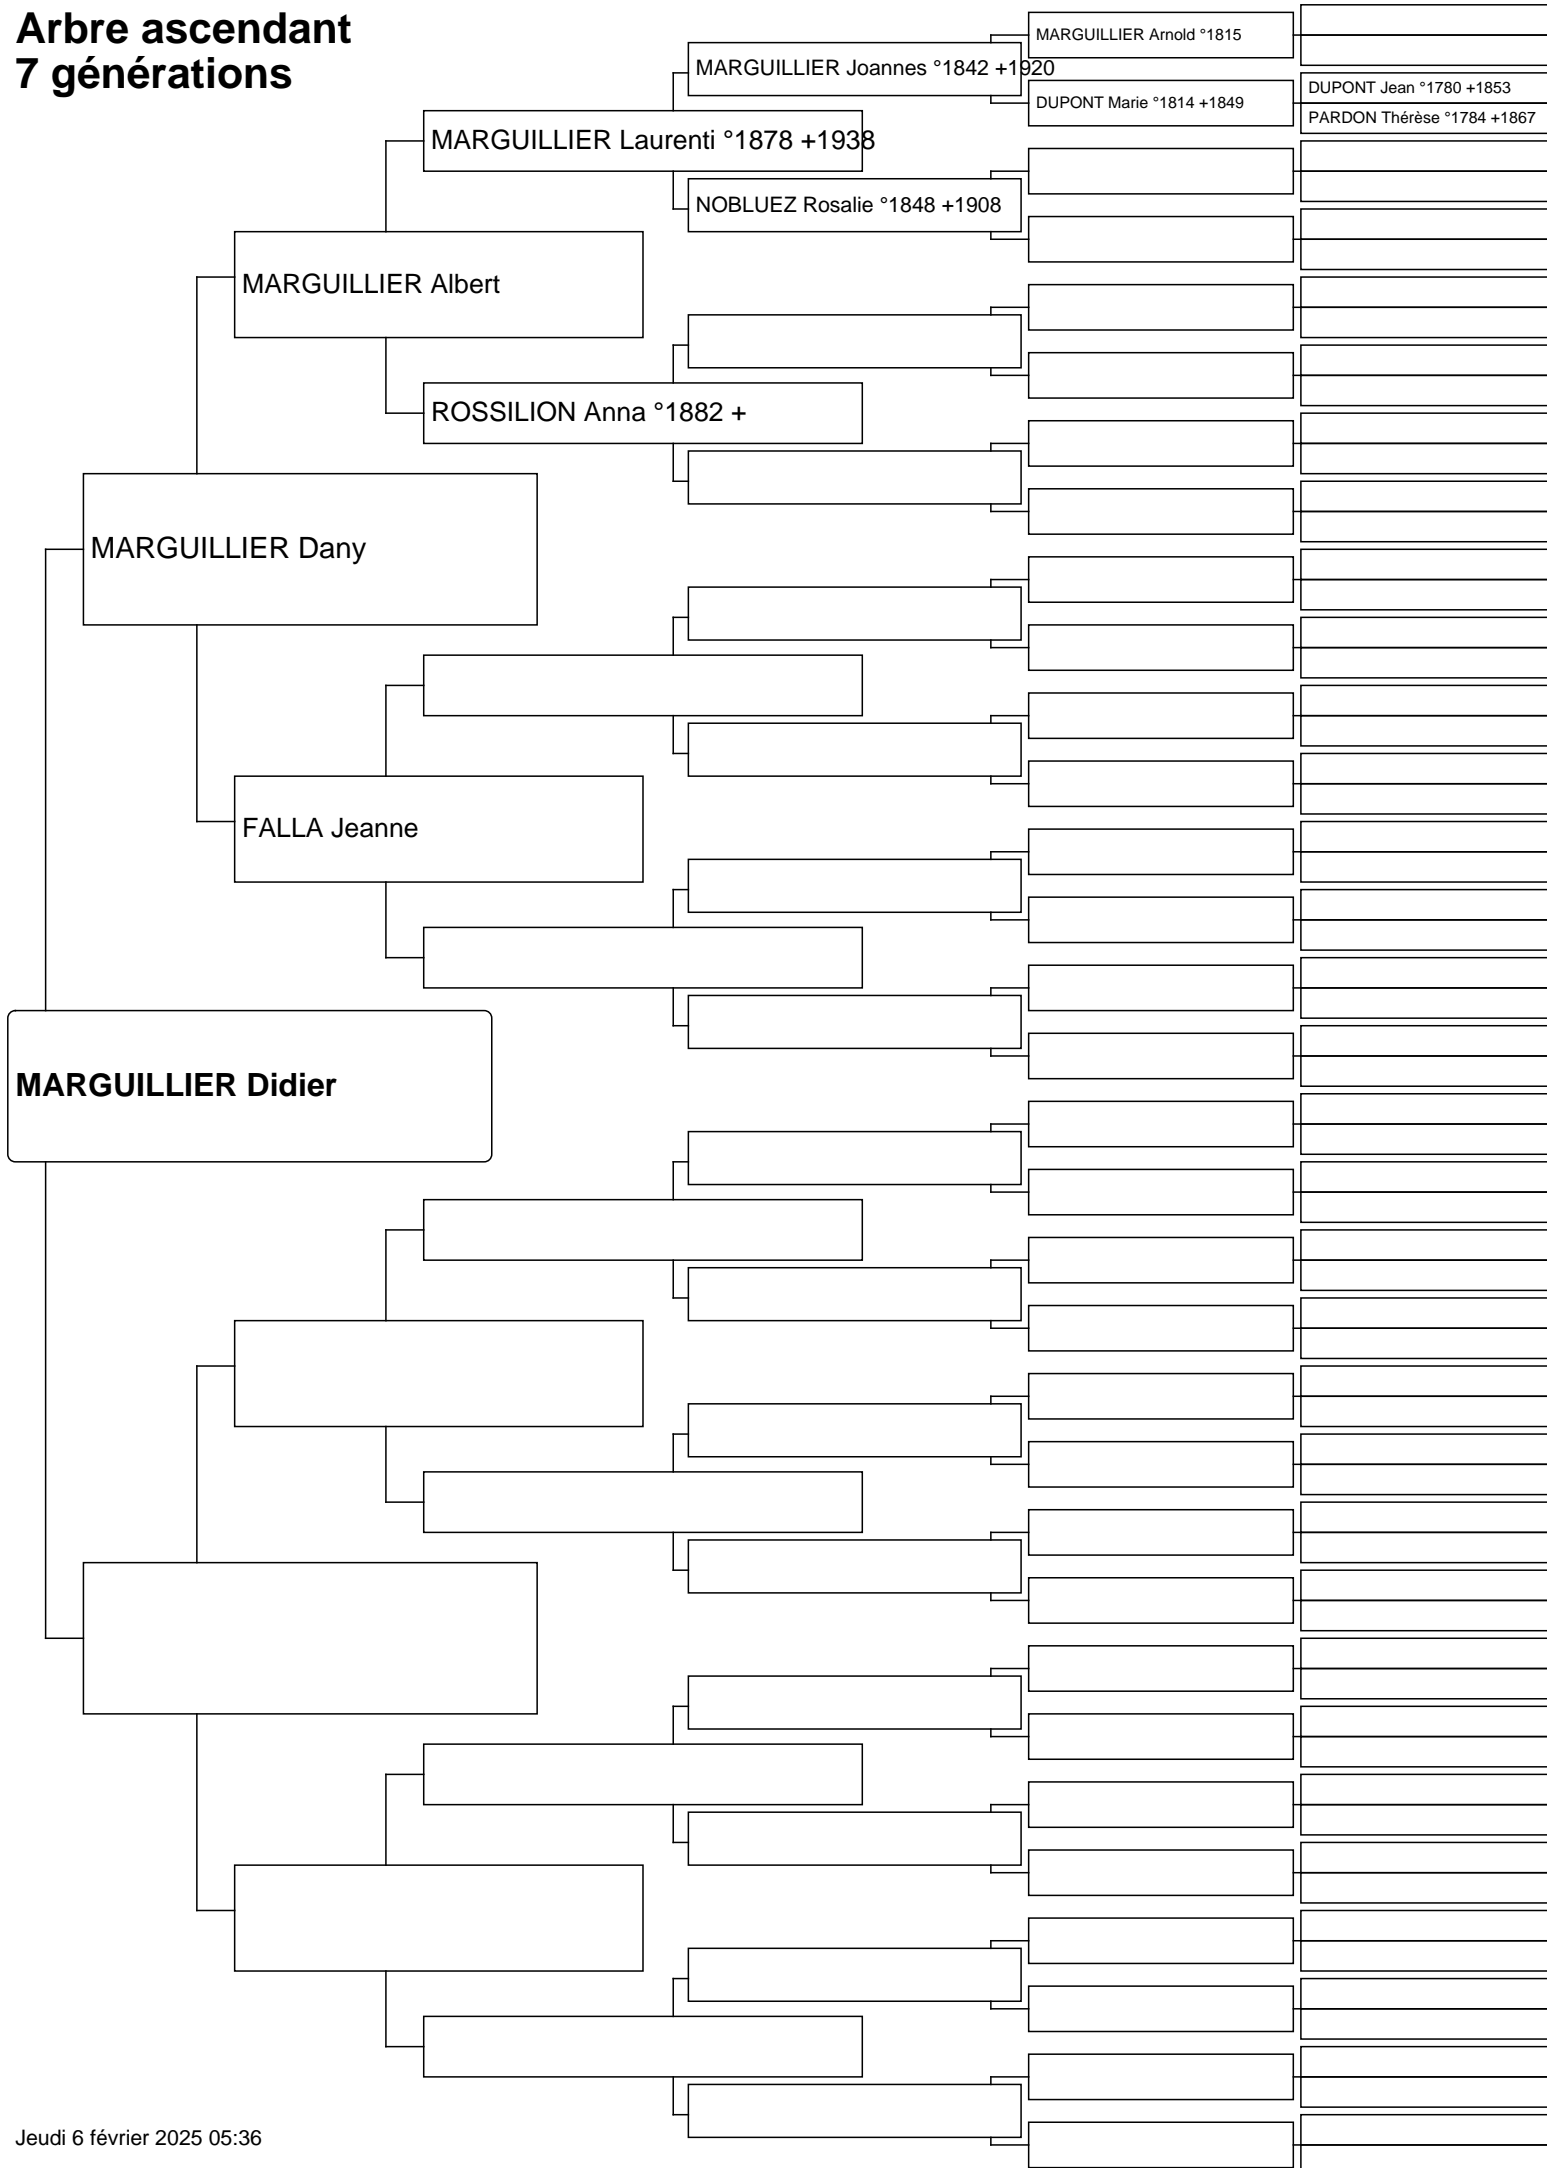 Arbre ascendant
7 générations
MARGUILLIER Arnold °1815
MARGUILLIER Joannes °1842 +1920
DUPONT Jean °1780 +1853
DUPONT Marie °1814 +1849
PARDON Thérèse °1784 +1867
MARGUILLIER Laurenti °1878 +1938
NOBLUEZ Rosalie °1848 +1908
MARGUILLIER Albert
ROSSILION Anna °1882 +
MARGUILLIER Dany
FALLA Jeanne
MARGUILLIER Didier
Jeudi 6 février 2025 05:36